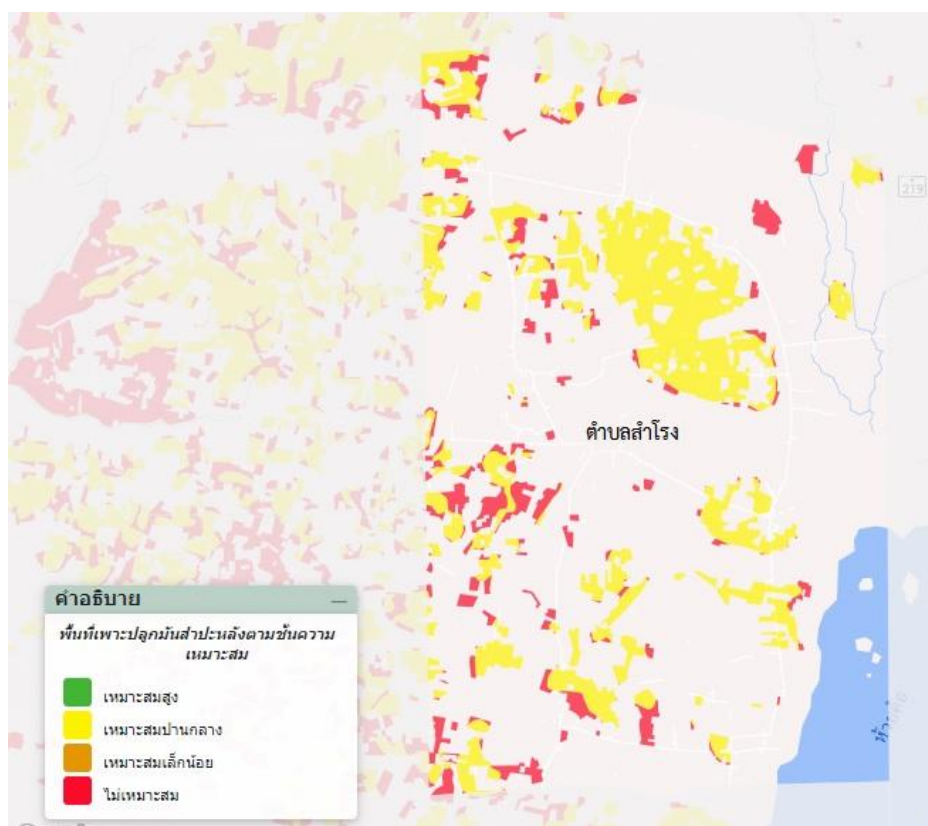 219
ตำบลสำโรง
คำอธิบาย
พื้นที่เพาะปลูกมันสำปะหลังตามชั้นความ
เหมาะสม
เหมาะสมสูง
เหมาะสมปานกลาง
เหมาะสมเล็กน้อย
ไม่เหมาะสม